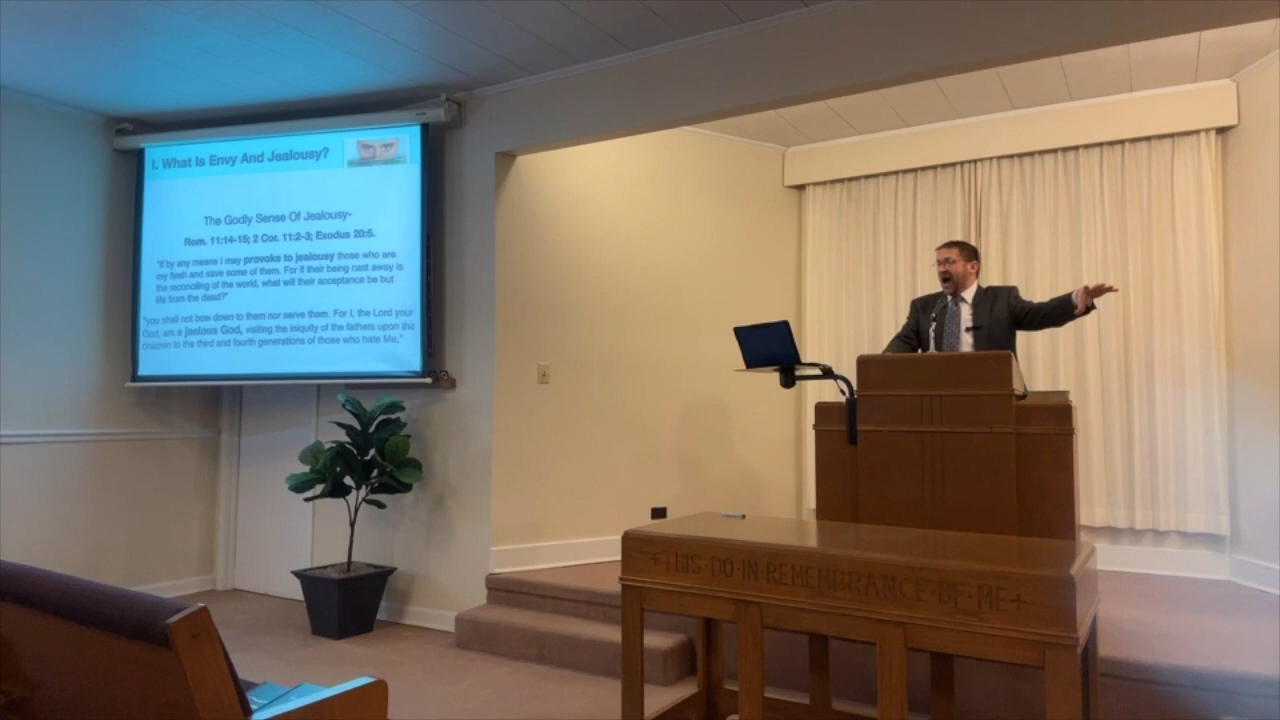 I. What Is Envy And Jealousy?
The Godly Sense Of Jealousy-
Rom. 11:14-15; 2 Cor. 11:2-3; Exodus 20:5.
"if by any means I may provoke to jealousy those who are
my flesh and save some of them. For if their being cast away is
the reconciling of the world, what will their acceptance be but
life from the dead?"
"you shall not bow down to them nor serve them. For I, the Lord your
God, am a jealous God, visiting the iniquity of the fathers upon the
children to the third and fourth generations of those who hate Me,"
+THIS·DO·IN·REMEMBRANCE·OF·ME+